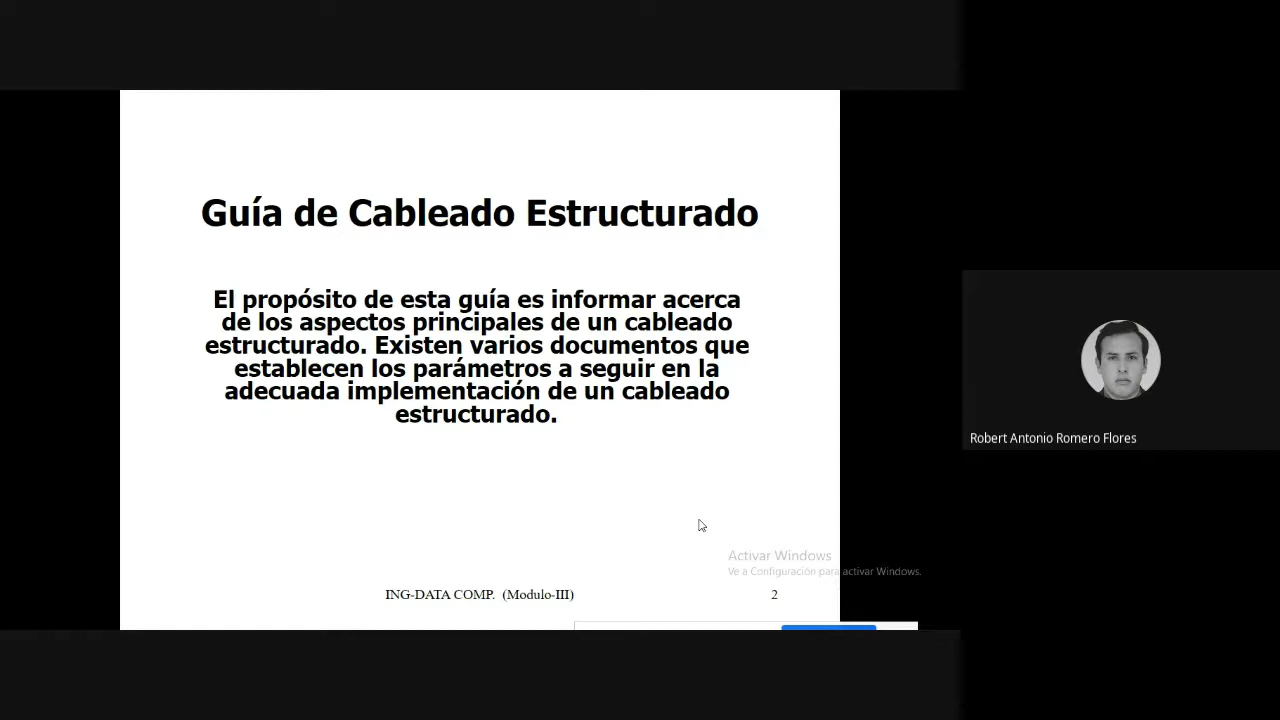 Guía de Cableado Estructurado
El propósito de esta guía es informar acerca
de los aspectos principales de un cableado
estructurado. Existen varios documentos que
establecen los parámetros a seguir en la
adecuada implementación de un cableado
estructurado.
Robert Antonio Romero Flores
Activar Windows
Ve a Configuración para activar Windows.
ING-DATA COMP.  (Modulo-III)
2